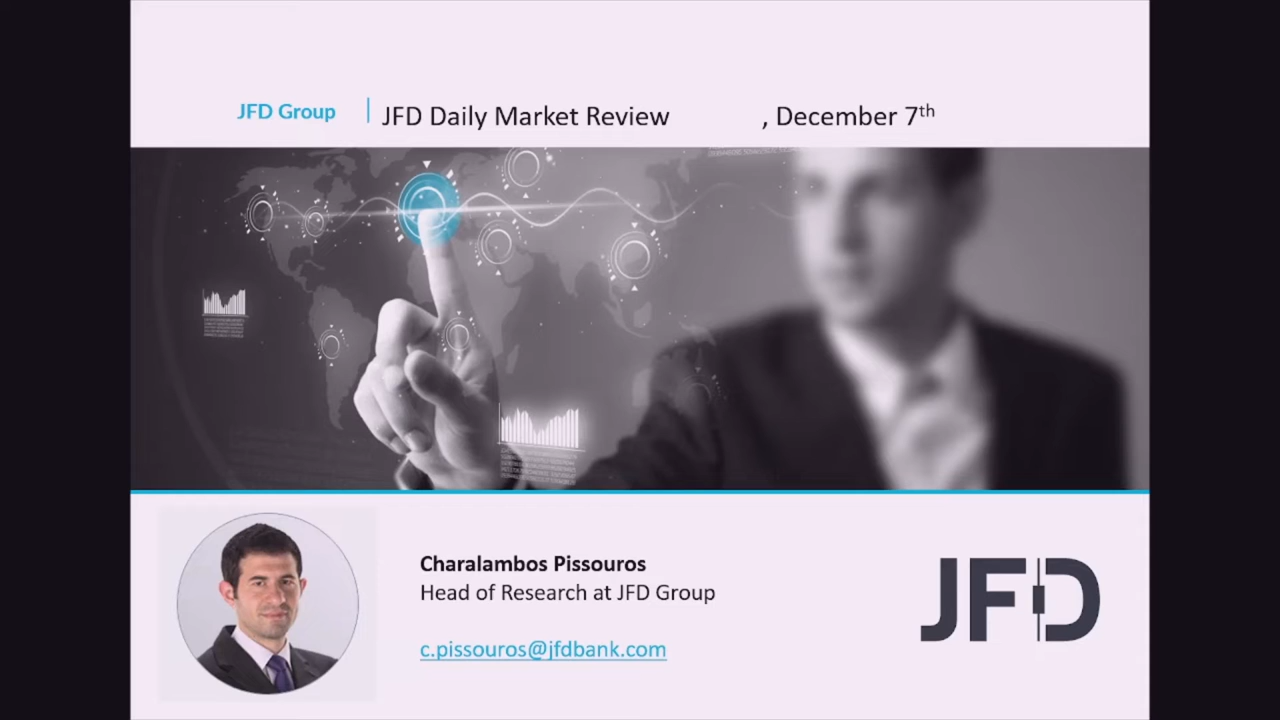 JFD Group
JFD Daily Market Review , December 7th
Charalambos Pissouros
Head of Research at JFD Group
c.pissouros@jfdbank.com
JFD